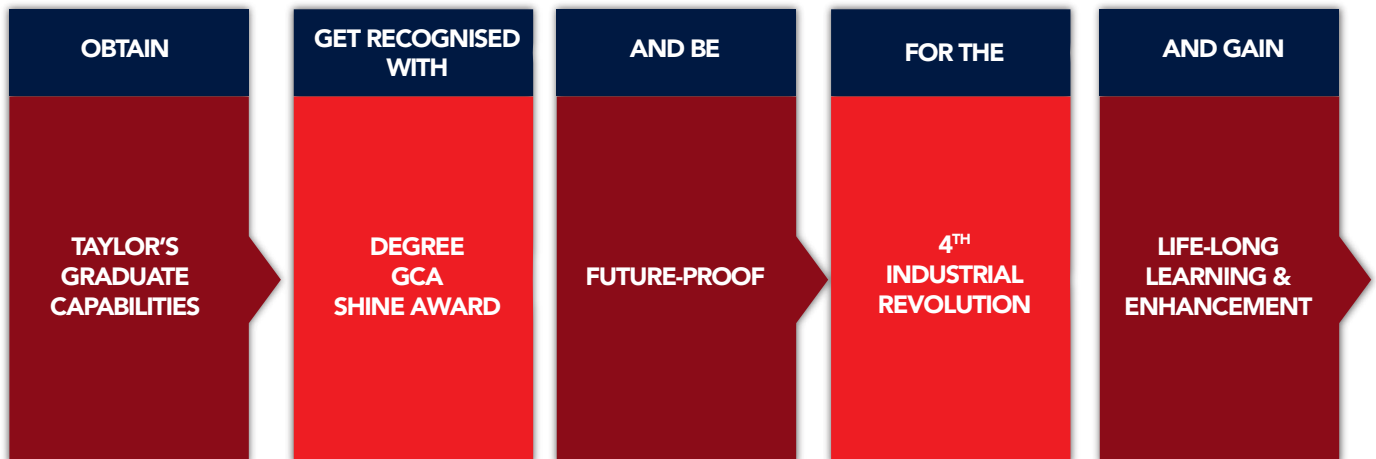 OBTAIN
TAYLOR’S
GRADUATE
CAPABILITIES
GET RECOGNISED
WITH
DEGREE
GCA
SHINE AWARD
AND BE
FUTURE-PROOF
FOR THE
4TH
INDUSTRIAL
REVOLUTION
AND GAIN
LIFE-LONG
LEARNING &
ENHANCEMENT